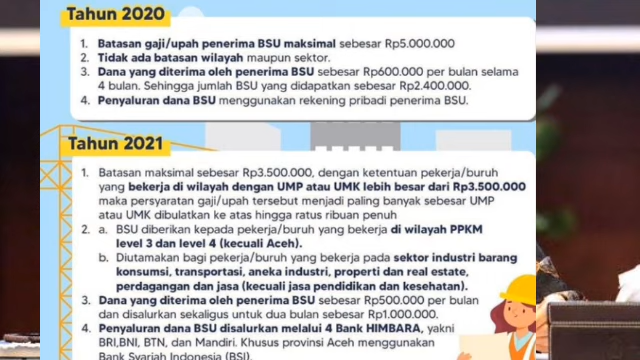 Tahun 2020
1. Batasan gaji/upah penerima BSU maksimal sebesar Rp5.000.000
2. Tidak ada batasan wilayah maupun sektor.
3. Dana yang diterima oleh penerima BSU sebesar Rp600.000 per bulan selama
4 bulan. Sehingga jumlah BSU yang didapatkan sebesar Rp2.400.000.
4. Penyaluran dana BSU menggunakan rekening pribadi penerima BSU.
Tahun 2021
1. Batasan maksimal sebesar Rp3.500.000, dengan ketentuan pekerja/buruh
yang bekerja di wilayah dengan UMP atau UMK lebih besar dari Rp3.500.000
maka persyaratan gaji/upah tersebut menjadi paling banyak sebesar UMP
atau UMK dibulatkan ke atas hingga ratus ribuan penuh
2. a. BSU diberikan kepada pekerja/buruh yang bekerja di wilayah PPKM
level 3 dan level 4 (kecuali Aceh).
b. Diutamakan bagi pekerja/buruh yang bekerja pada sektor industri barang
konsumsi, transportasi, aneka industri, properti dan real estate,
perdagangan dan jasa (kecuali jasa pendidikan dan kesehatan).
3. Dana yang diterima oleh penerima BSU sebesar Rp500.000 per bulan
dan disalurkan sekaligus untuk dua bulan sebesar Rp1.000.000.
4. Penyaluran dana BSU disalurkan melalui 4 Bank HIMBARA, yakni
BRI,BNI, BTN, dan Mandiri. Khusus provinsi Aceh menggunakan
Bank Syariah Indonesia (BSI).